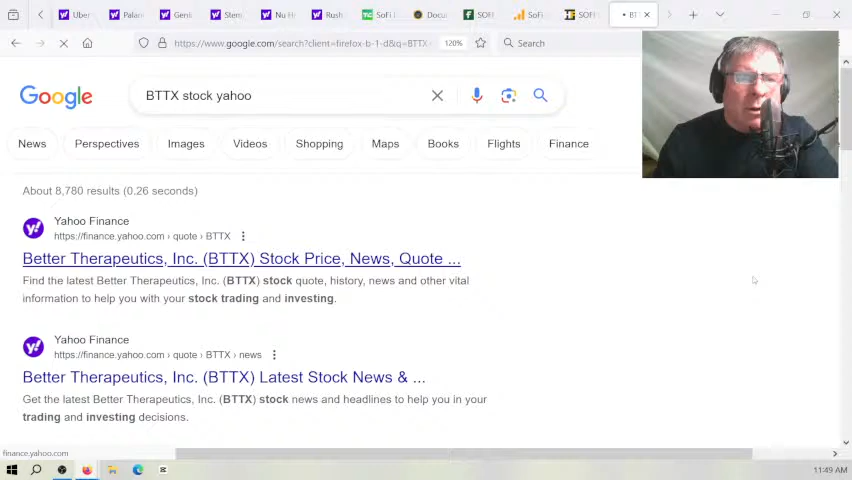 Uber
Palan
Stem
Nu H
Rush
SoFi
Docu
SOFI
SoFi
SOFI
https://www.google.com/search?client=firefox-b-1-d&q=BTTX
120%
Search
Google
BTTX stock yahoo
News
Perspectives
Images
Videos
Shopping
Maps
Books
Flights
Finance
About 8,780 results (0.26 seconds)
Yahoo Finance
https://finance.yahoo.com › quote › BTTX
Better Therapeutics, Inc. (BTTX) Stock Price, News, Quote ...
Find the latest Better Therapeutics, Inc. (BTTX) stock quote, history, news and other vital
information to help you with your stock trading and investing.
Yahoo Finance
https://finance.yahoo.com › quote › BTTX › news
Better Therapeutics, Inc. (BTTX) Latest Stock News & ...
Get the latest Better Therapeutics, Inc. (BTTX) stock news and headlines to help you in your
trading and investing decisions.
finance.yahoo.com
11:49 AM